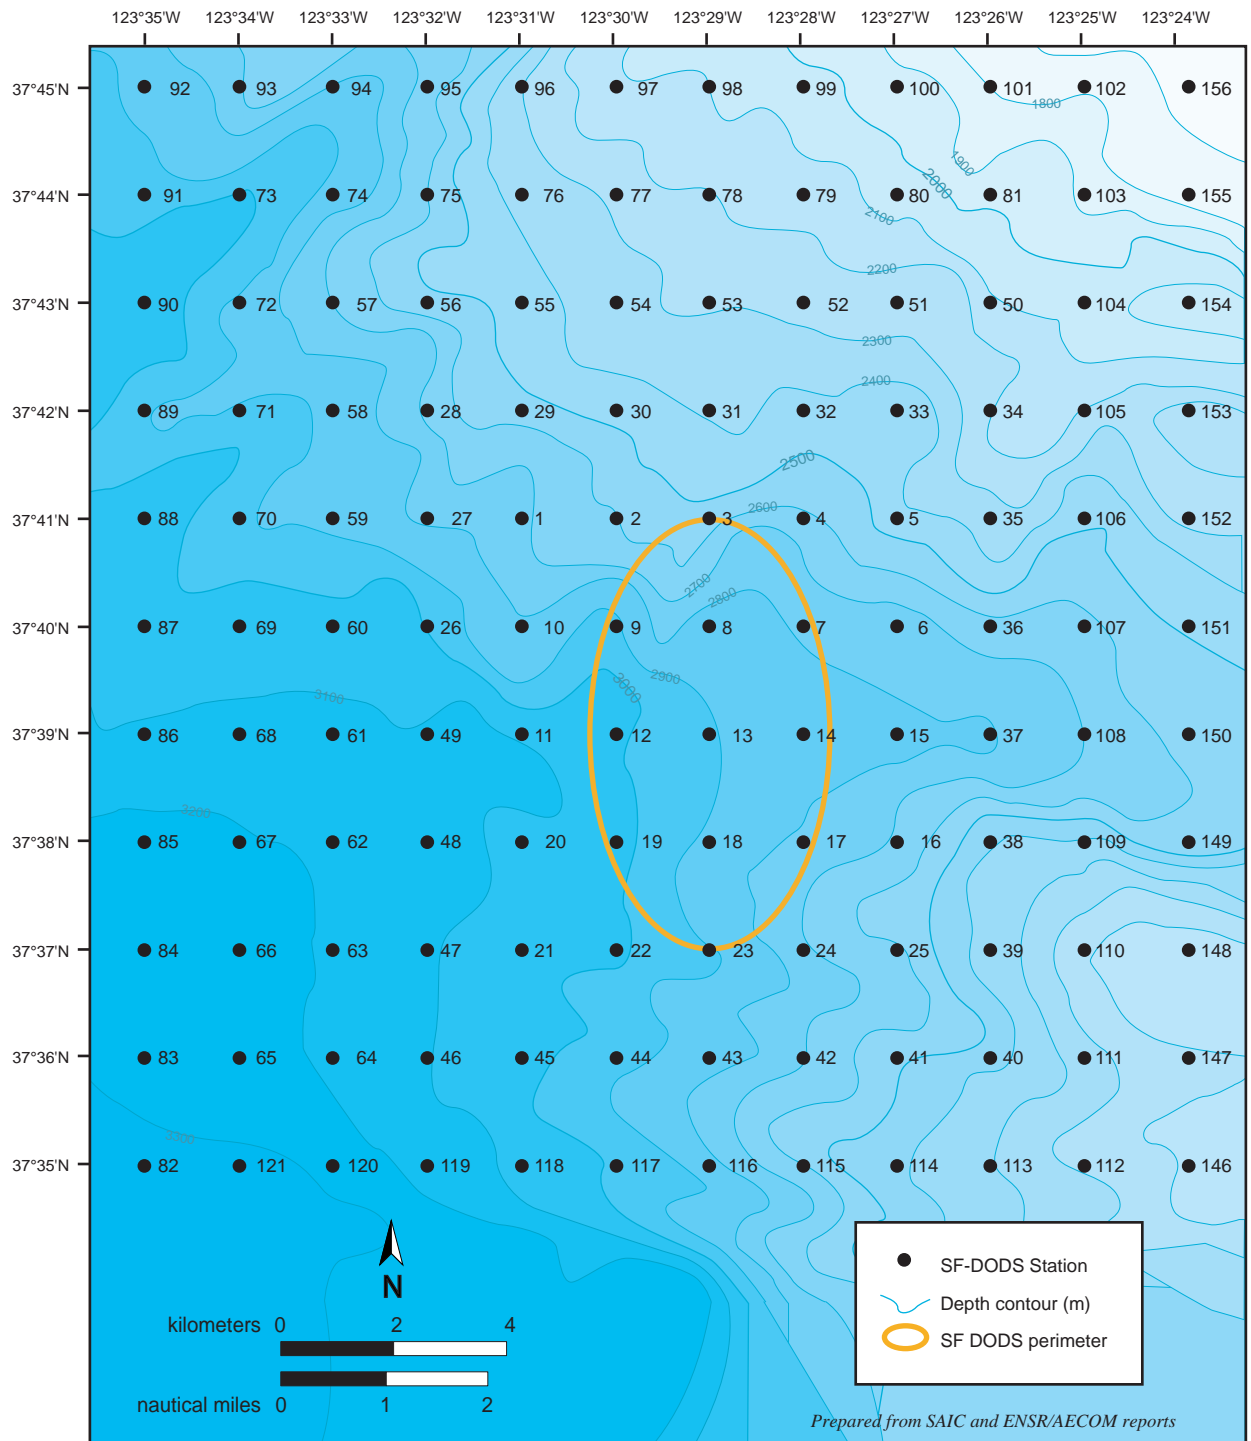 123°35'W 123°34'W 123°33'W 123°32'W 123°31'W 123°30'W 123°29'W 123°28'W 123°27'W 123°26'W 123°25'W 123°24'W
37°45'N 92 93 94 95 96 97 98 99 100 101 102 156
1800
1900
2000
37°44'N 91 73 74 75 76 77 78 79 80 81 103 155
2100
2200
37°43'N 90 72 57 56 55 54 53 52 51 50 104 154
2300
2400
37°42'N 89 71 58 28 29 30 31 32 33 34 105 153
2500
2600
37°41'N 88 70 59 27 1 2 3 4 5 35 106 152
2700
2800
37°40'N 87 69 60 26 10 9 8 7 6 36 107 151
2900
3000
3100
37°39'N 86 68 61 49 11 12 13 14 15 37 108 150
3200
37°38'N 85 67 62 48 20 19 18 17 16 38 109 149
37°37'N 84 66 63 47 21 22 23 24 25 39 110 148
37°36'N 83 65 64 46 45 44 43 42 41 40 111 147
3300
37°35'N 82 121 120 119 118 117 116 115 114 113 112 146
N
kilometers 0 2 4
nautical miles 0 1 2
SF-DODS Station
Depth contour (m)
SF DODS perimeter
Prepared from SAIC and ENSR/AECOM reports